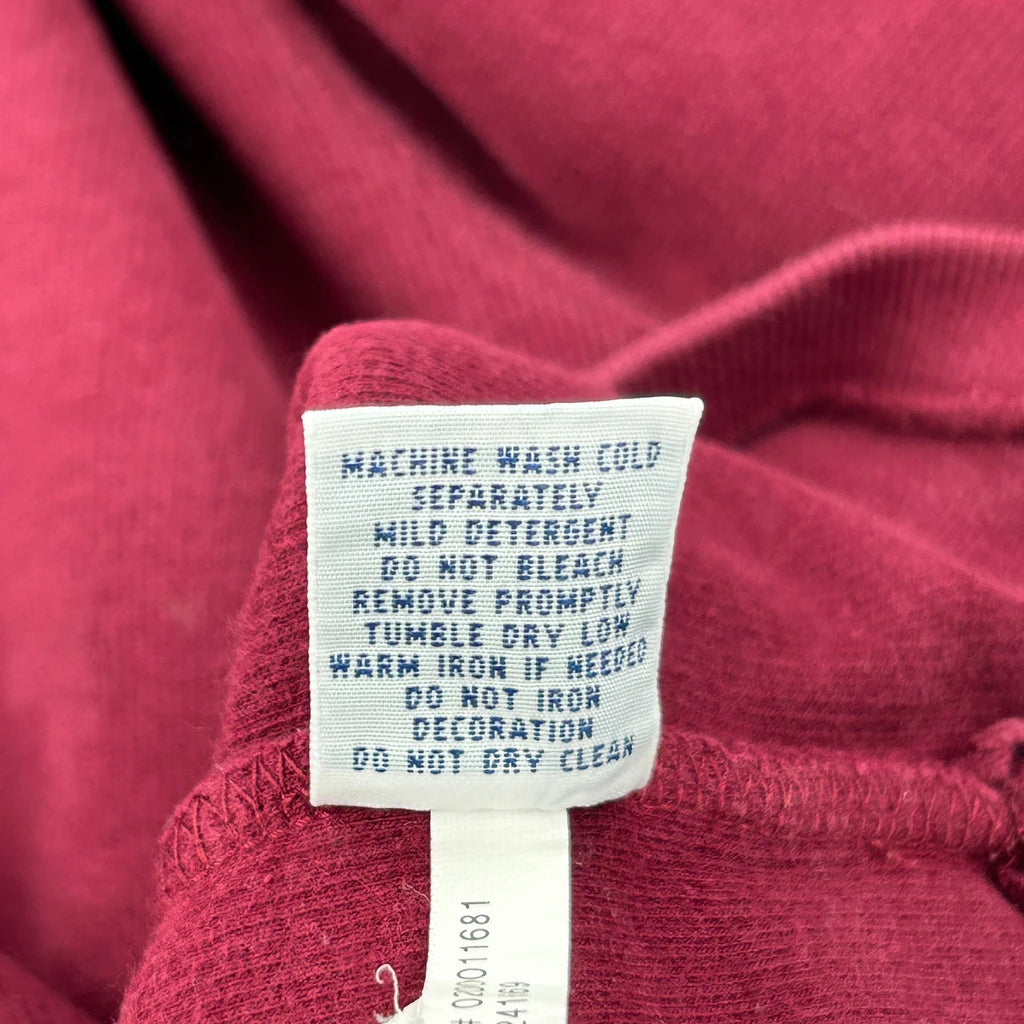 MACHINE WASH COLD
SEPARATELY
MILD DETERGENT
DO NOT BLEACH
REMOVE PROMPTLY
TUMBLE DRY LOW
WARM IRON IF NEEDED
DO NOT IRON
DECORATION
DO NOT DRY CLEAN
# 020011681